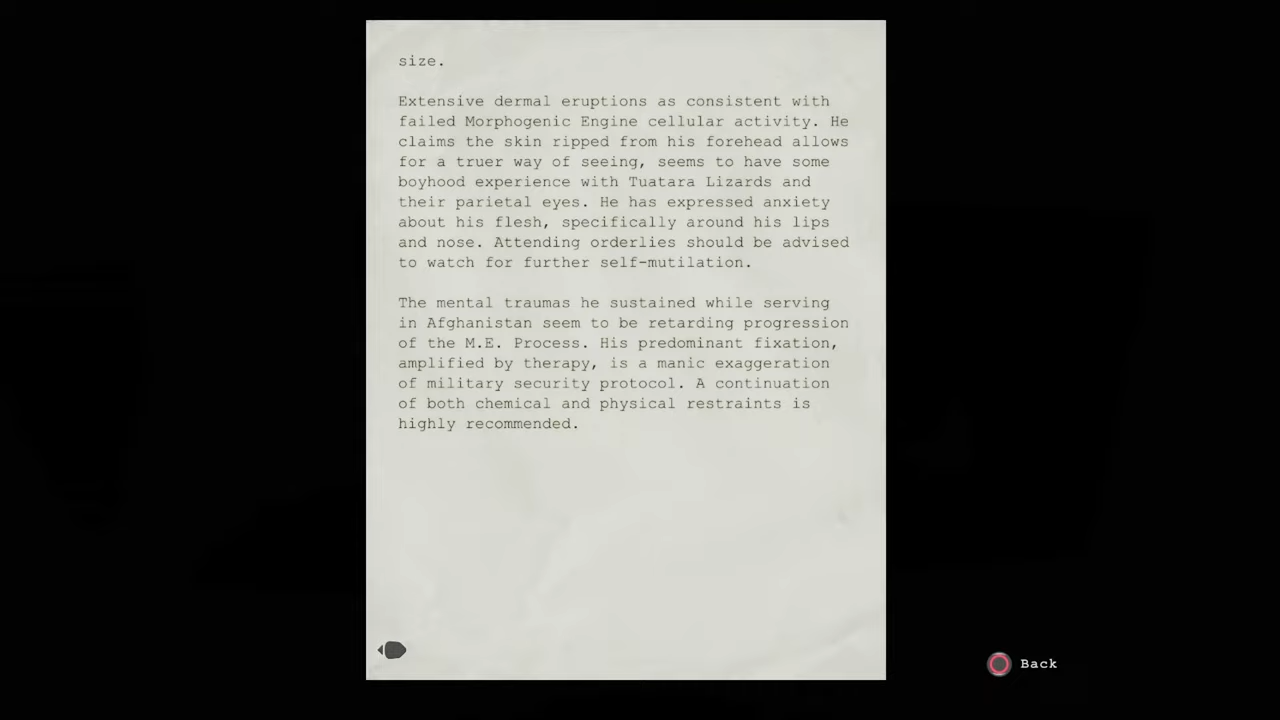 size.
Extensive dermal eruptions as consistent with
failed Morphogenic Engine cellular activity. He
claims the skin ripped from his forehead allows
for a truer way of seeing, seems to have some
boyhood experience with Tuatara Lizards and
their parietal eyes. He has expressed anxiety
about his flesh, specifically around his lips
and nose. Attending orderlies should be advised
to watch for further self-mutilation.
The mental traumas he sustained while serving
in Afghanistan seem to be retarding progression
of the M.E. Process. His predominant fixation,
amplified by therapy, is a manic exaggeration
of military security protocol. A continuation
of both chemical and physical restraints is
highly recommended.
Back